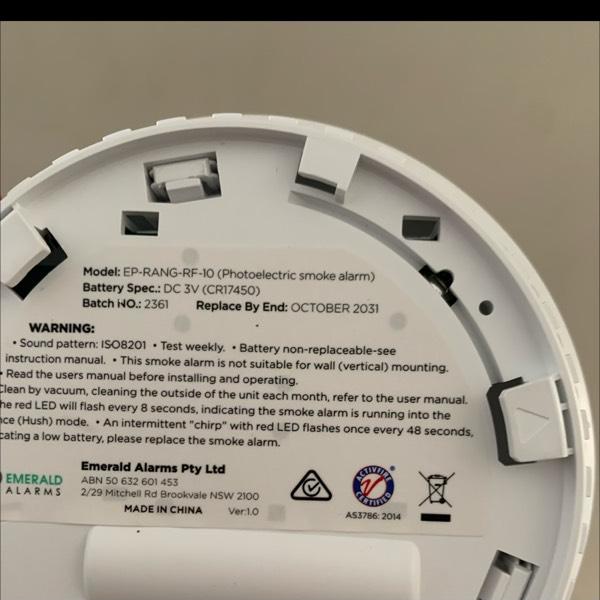 Model: EP-RANG-RF-10 (Photoelectric smoke alarm)
Battery Spec.: DC 3V (CR17450)
Batch NO.: 2361 Replace By End: OCTOBER 2031
WARNING:
• Sound pattern: ISO8201 • Test weekly. • Battery non-replaceable-see
instruction manual. • This smoke alarm is not suitable for wall (vertical) mounting.
• Read the users manual before installing and operating.
Clean by vacuum, cleaning the outside of the unit each month, refer to the user manual.
he red LED will flash every 8 seconds, indicating the smoke alarm is running into the
nce (Hush) mode. • An intermittent "chirp" with red LED flashes once every 48 seconds,
cating a low battery, please replace the smoke alarm.
EMERALD
ALARMS
Emerald Alarms Pty Ltd
ABN 50 632 601 453
2/29 Mitchell Rd Brookvale NSW 2100
MADE IN CHINA Ver:1.0
ACTIVFIRE
CERTIFIED
AS3786: 2014